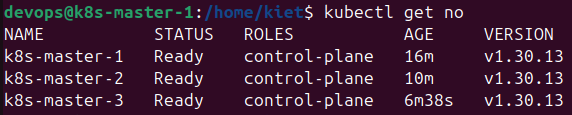 devops@k8s-master-1:/home/kiet$ kubectl get no
NAME STATUS ROLES AGE VERSION
k8s-master-1 Ready control-plane 16m v1.30.13
k8s-master-2 Ready control-plane 10m v1.30.13
k8s-master-3 Ready control-plane 6m38s v1.30.13